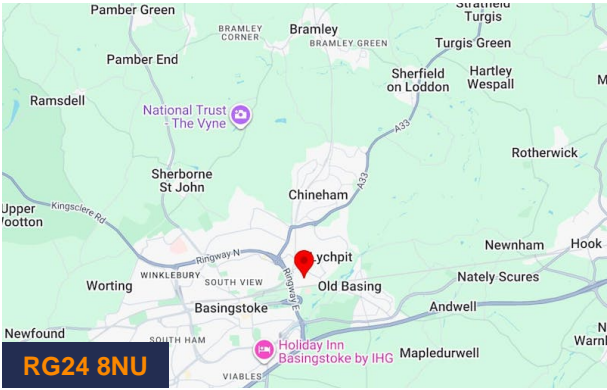 Pamber Green
Stratfield
Turgis
BRAMLEY
CORNER
Bramley
BRAMLEY GREEN
Turgis Green
Pamber End
Sherfield
on Loddon
Hartley
Wespall
Ramsdell
National Trust
The Vyne
A33
Rotherwick
Sherborne
St John
Chineham
A33
Upper
Wootton
Kingsclere Rd
Ringway N
Lychpit
Newnham
Hook
WINKLEBURY
SOUTH VIEW
Ringway E
Nately Scures
Worting
Old Basing
Basingstoke
Andwell
Newfound
SOUTH HAM
Holiday Inn
Basingstoke by IHG
Mapledurwell
VIABLES
RG24 8NU